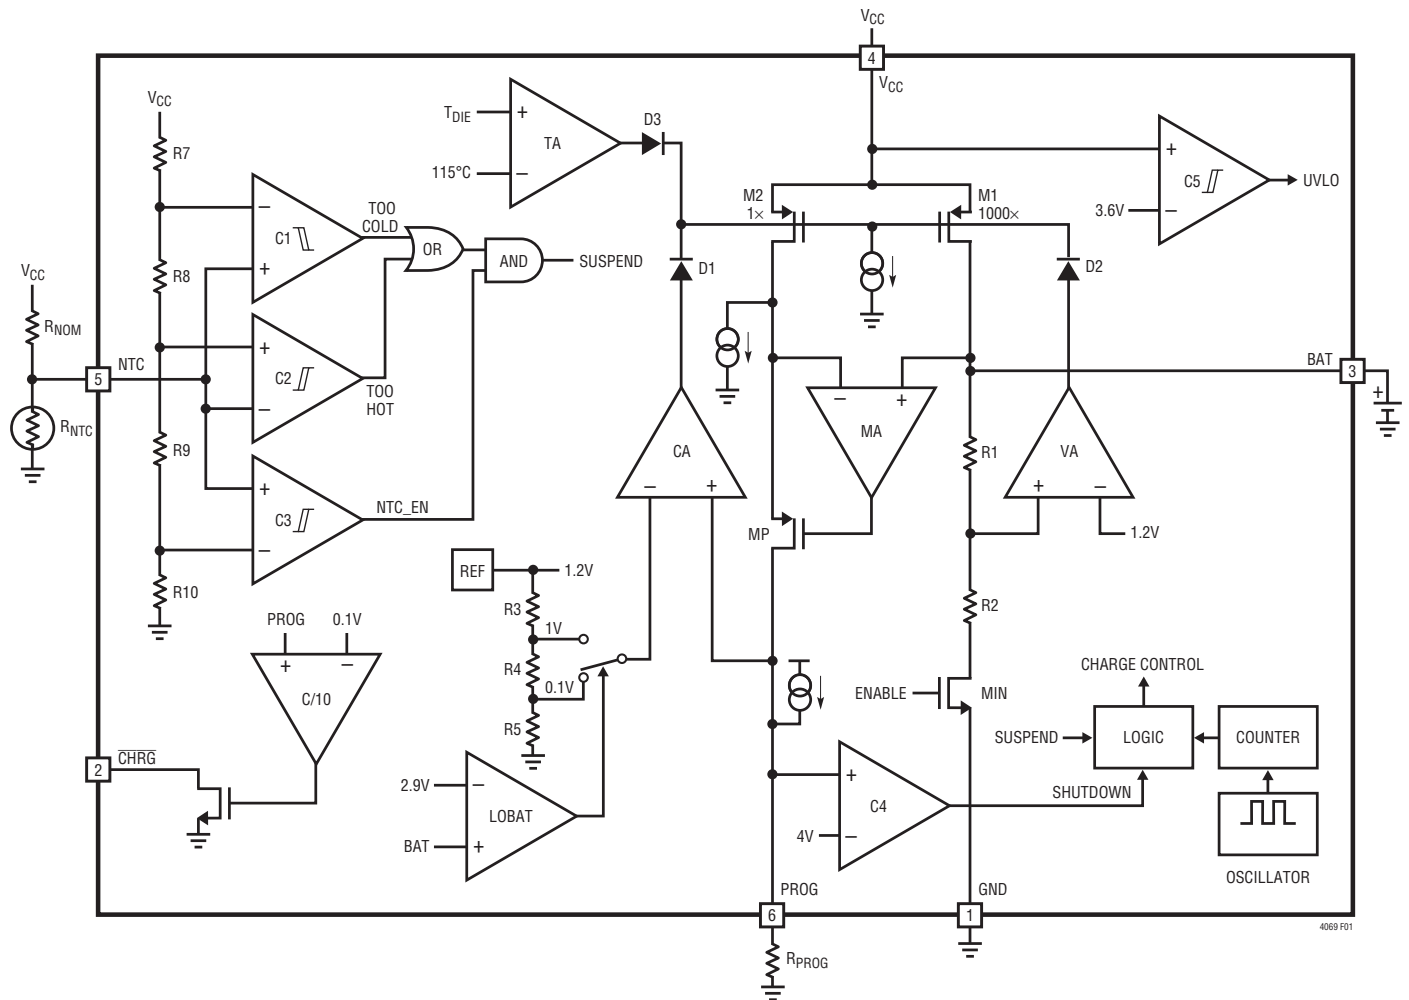 VCC
4
VCC
VCC
R7
R8
R9
R10
VCC
RNOM
NTC
5
RNTC
−
C1
+
TOO
COLD
+
C2
−
TOO
HOT
+
C3
−
NTC_EN
OR
AND
SUSPEND
TDIE
+
TA
115°C
−
D3
M2
1×
M1
1000×
D1
D2
+
C5
3.6V
−
UVLO
BAT
3
+
−
MA
+
CA
−
+
R1
VA
+
−
1.2V
MP
R2
REF
1.2V
R3
1V
R4
0.1V
R5
PROG
0.1V
+
−
C/10
CHRG
2
2.9V
−
LOBAT
BAT
+
ENABLE
MIN
CHARGE CONTROL
SUSPEND
LOGIC
COUNTER
SHUTDOWN
OSCILLATOR
+
C4
4V
−
PROG
6
RPROG
GND
1
4069 F01